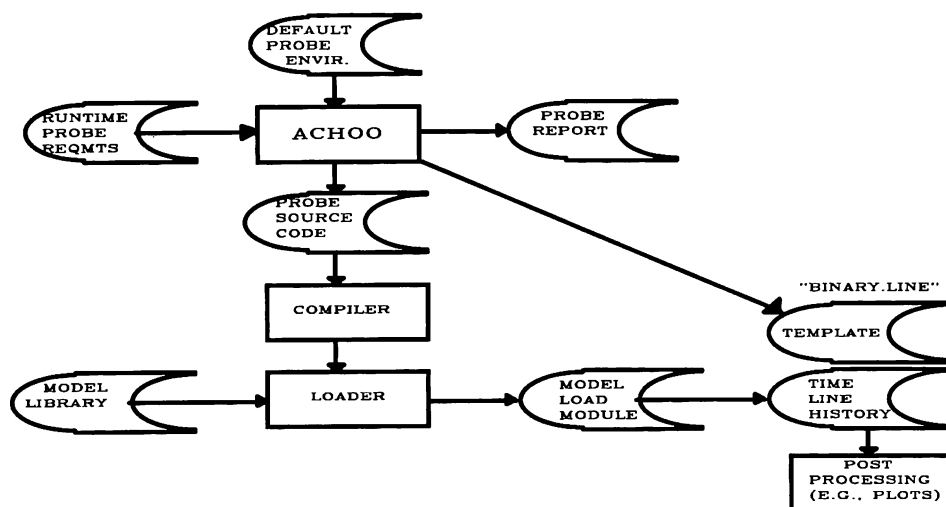 DEFAULT
PROBE
ENVIR.
RUNTIME
PROBE
REQMTS
ACHOO
PROBE
REPORT
PROBE
SOURCE
CODE
COMPILER
"BINARY.LINE"
TEMPLATE
MODEL
LIBRARY
LOADER
MODEL
LOAD
MODULE
TIME
LINE
HISTORY
POST
PROCESSING
(E.G., PLOTS)